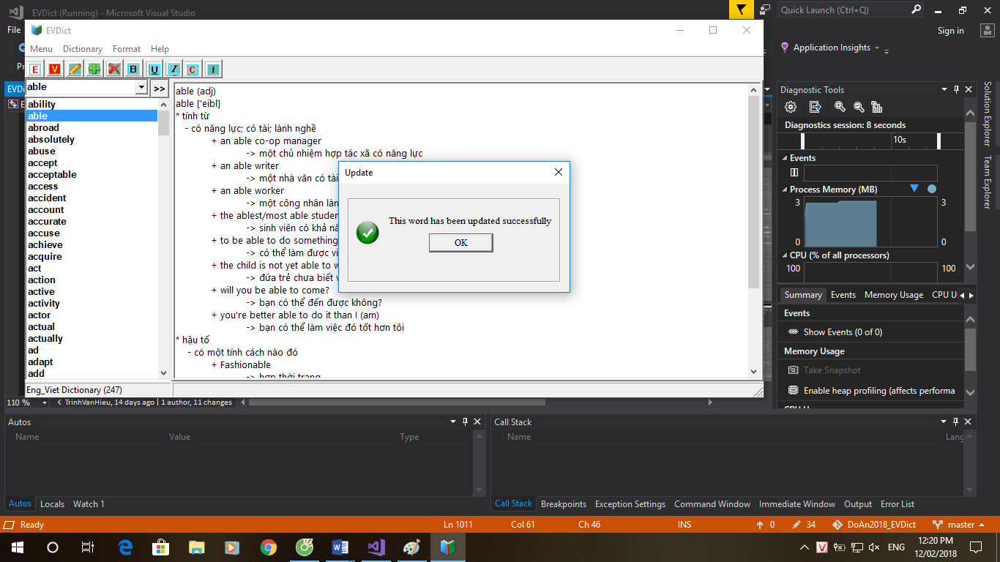 EVDict (Running) - Microsoft Visual Studio
Quick Launch (Ctrl+Q)
File
EVDict
Sign in
Menu Dictionary Format Help
Application Insights
E V B U I C f
able
>>
Diagnostic Tools
ability
able
abroad
absolutely
abuse
accept
acceptable
access
accident
account
accurate
accuse
achieve
acquire
act
action
active
activity
actor
actual
actually
ad
adapt
add
able (adj)
able ['eibl]
* tính từ
- có năng lực; có tài; lành nghề
+ an able co-op manager
-> một chủ nhiệm hợp tác xã có năng lực
+ an able writer
-> một nhà văn có tài
+ an able worker
-> một công nhân làn
+ the ablest/most able studen
-> sinh viên có khả nă
+ to be able to do something
-> có thể làm được vi
+ the child is not yet able to w
-> đứa trẻ chưa biết
+ will you be able to come?
-> bạn có thể đến được không?
+ you're better able to do it than I (am)
-> bạn có thể làm việc đó tốt hơn tôi
* hậu tố
- có một tính cách nào đó
+ Fashionable
-> hợp thời trang
Update
This word has been updated successfully
OK
Eng_Viet Dictionary (247)
110 %
TrinhVanHieu, 14 days ago | 1 author, 11 changes
Diagnostics session: 8 seconds
10s
Events
Process Memory (MB)
3 3
0 0
CPU (% of all processors)
100 100
Summary Events Memory Usage CPU U
Events
Show Events (0 of 0)
Memory Usage
Take Snapshot
Enable heap profiling (affects performa
Solution Explorer
Team Explorer
Autos
Name Value Type
Autos Locals Watch 1
Call Stack
Name Lang
Call Stack Breakpoints Exception Settings Command Window Immediate Window Output Error List
Ready Ln 1011 Col 61 Ch 46 INS 0 34 DoAn2018_EVDict master
ENG
12:20 PM
12/02/2018